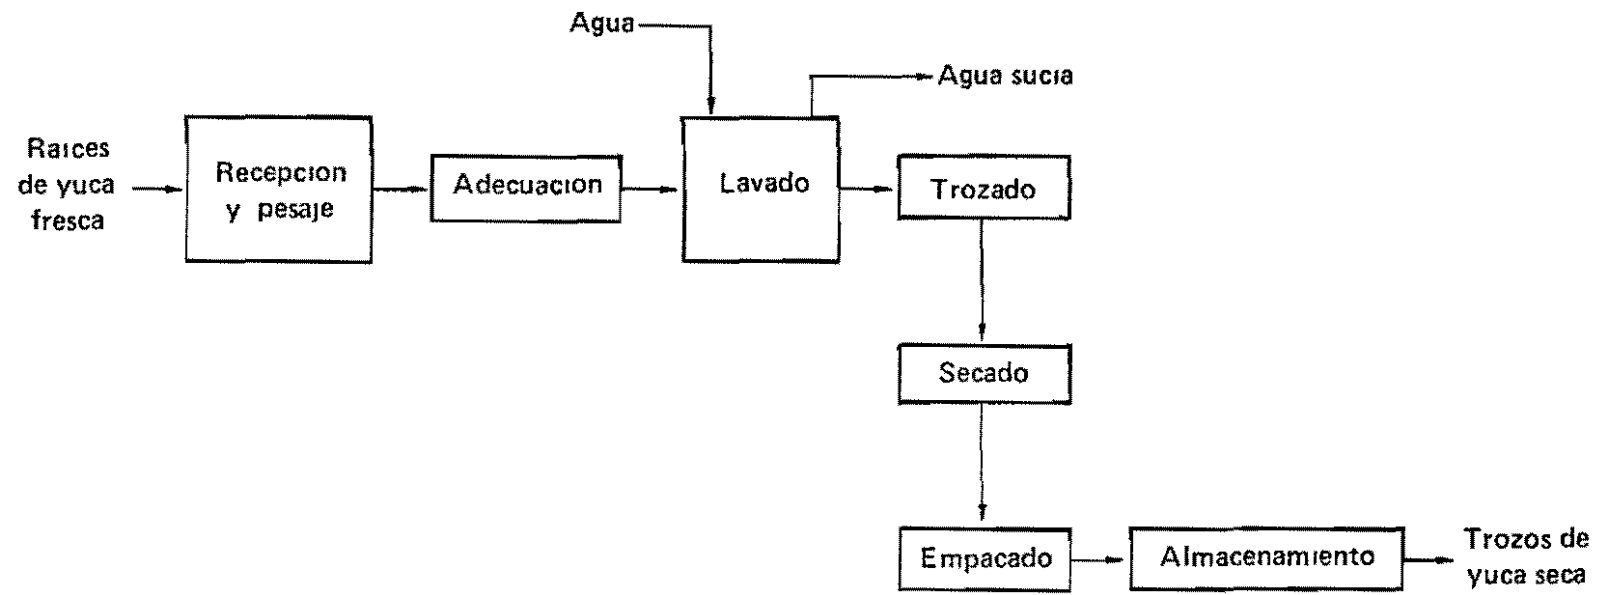 Agua
Agua sucia
Raices
de yuca
fresca
Recepcion
y pesaje
Adecuacion
Lavado
Trozado
Secado
Empacado
Almacenamiento
Trozos de
yuca seca